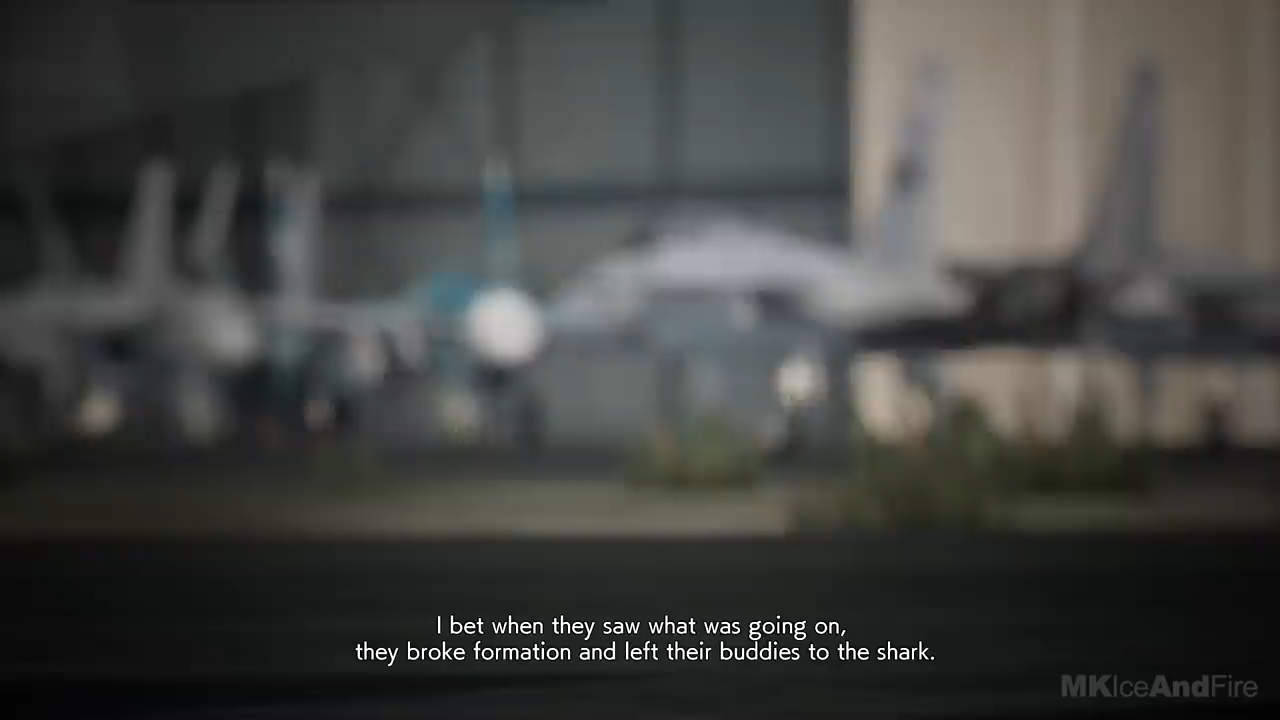 I bet when they saw what was going on,
they broke formation and left their buddies to the shark.
MKIceAndFire